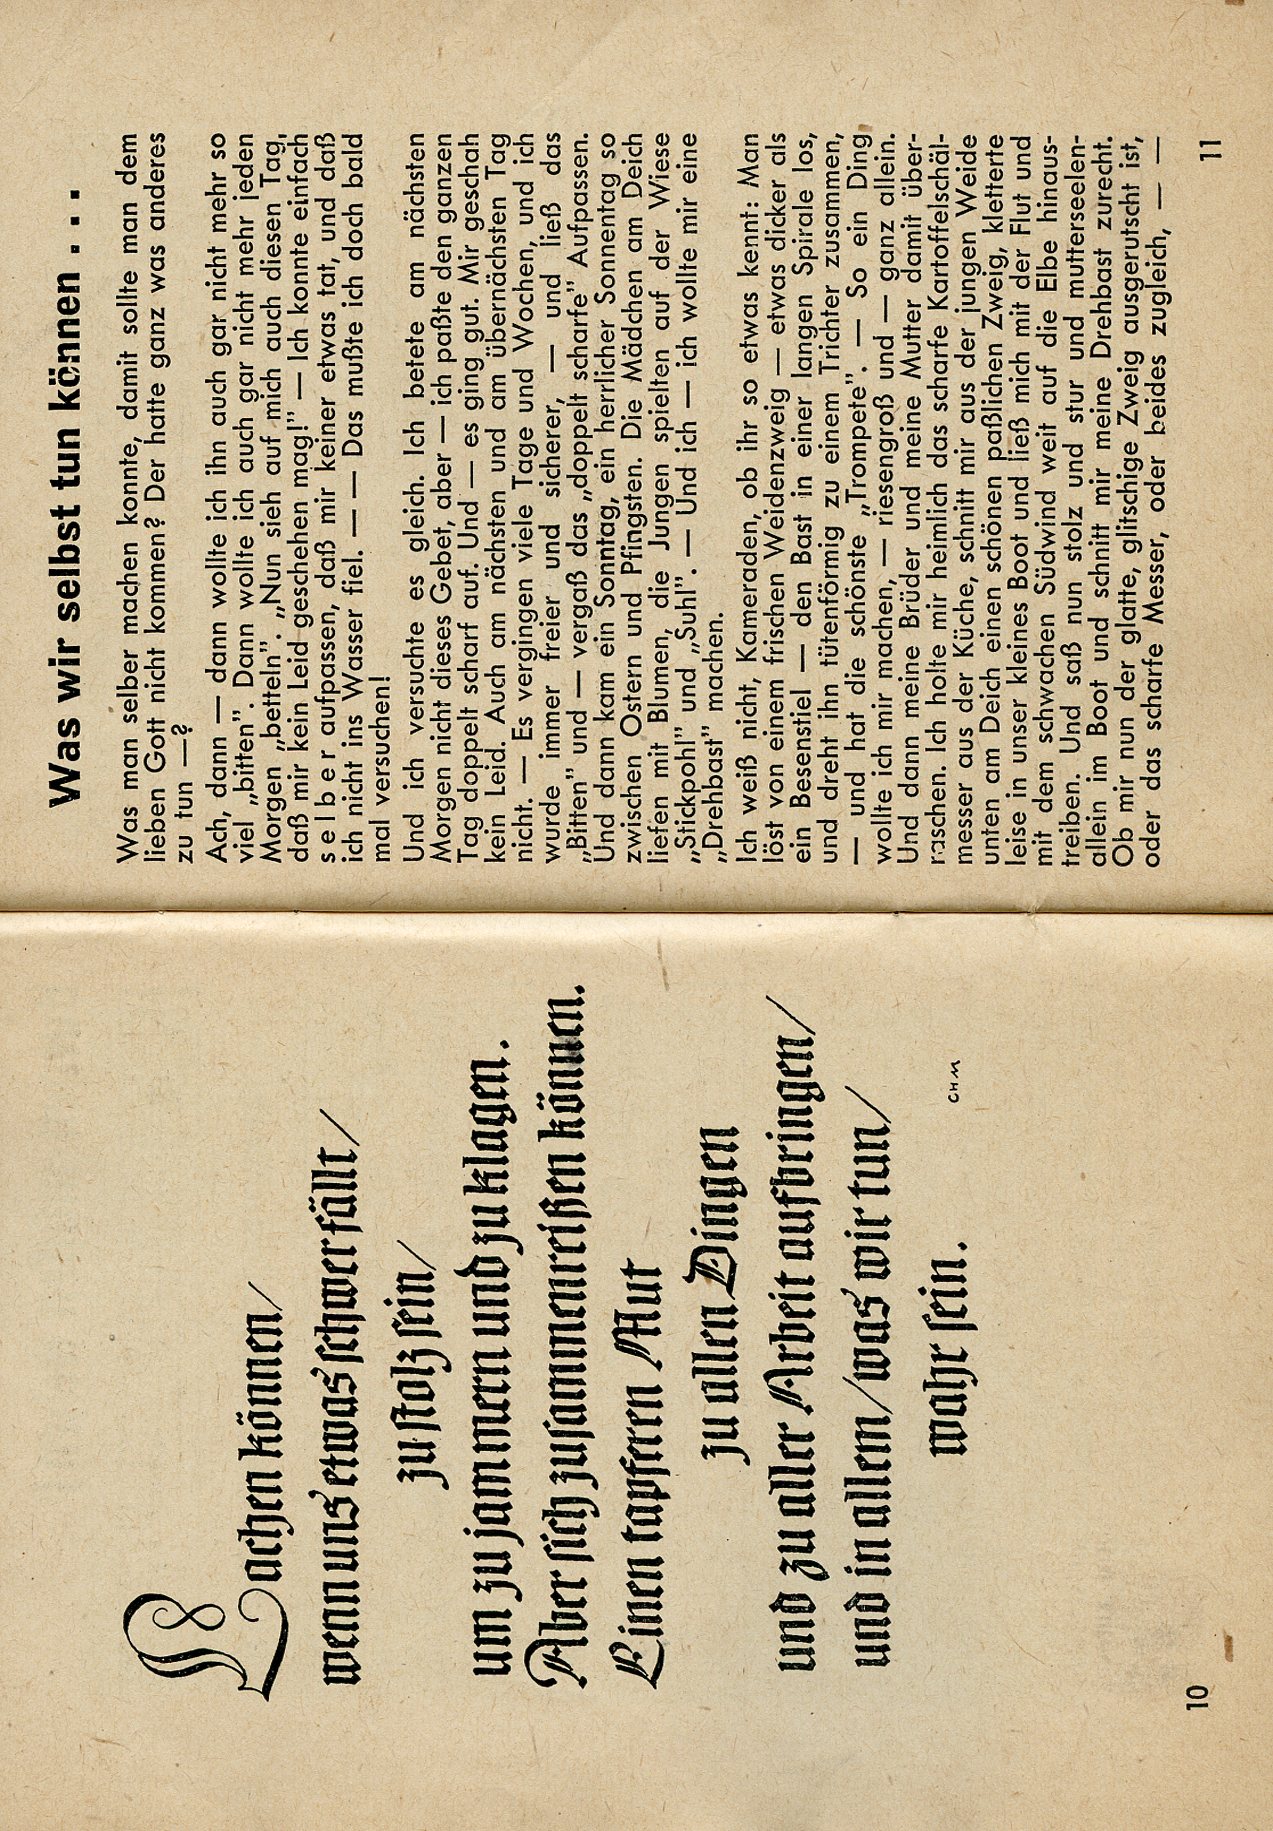 Lachen können/
wenn uns etwas schwer fällt/
zu stolz sein/
um zu jammern und zu klagen.
Aber sich zusammenreißen können.
Einen tapferen Mut
zu allen Dingen
und zu aller Arbeit aufbringen/
und in allem/was wir tun/
wahr sein.
CHM
10
Was wir selbst tun können . . .
Was man selber machen konnte, damit sollte man dem
lieben Gott nicht kommen? Der hatte ganz was anderes
zu tun —?
Ach, dann — dann wollte ich ihn auch gar nicht mehr so
viel „bitten”. Dann wollte ich auch gar nicht mehr jeden
Morgen „betteln”. „Nun sieh auf mich auch diesen Tag,
daß mir kein Leid geschehen mag!” — Ich konnte einfach
s e l b e r aufpassen, daß mir keiner etwas tat, und daß
ich nicht ins Wasser fiel. — — Das mußte ich doch bald
mal versuchen!
Und ich versuchte es gleich. Ich betete am nächsten
Morgen nicht dieses Gebet, aber — ich paßte den ganzen
Tag doppelt scharf auf. Und — es ging gut. Mir geschah
kein Leid. Auch am nächsten und am übernächsten Tag
nicht. — Es vergingen viele Tage und Wochen, und ich
wurde immer freier und sicherer, — und ließ das
„Bitten” und — vergaß das „doppelt scharfe” Aufpassen.
Und dann kam ein Sonntag, ein herrlicher Sonnentag so
zwischen Ostern und Pfingsten. Die Mädchen am Deich
liefen mit Blumen, die Jungen spielten auf der Wiese
„Stickpohl” und „Suhl”. — Und ich — ich wollte mir eine
„Drehbast” machen.
Ich weiß nicht, Kameraden, ob ihr so etwas kennt: Man
löst von einem frischen Weidenzweig — etwas dicker als
ein Besenstiel — den Bast in einer langen Spirale los,
und dreht ihn tütenförmig zu einem Trichter zusammen,
— und hat die schönste „Trompete”. — So ein Ding
wollte ich mir machen, — riesengroß und — ganz allein.
Und dann meine Brüder und meine Mutter damit über-
raschen. Ich holte mir heimlich das scharfe Kartoffelschäl-
messer aus der Küche, schnitt mir aus der jungen Weide
unten am Deich einen schönen paßlichen Zweig, kletterte
leise in unser kleines Boot und ließ mich mit der Flut und
mit dem schwachen Südwind weit auf die Elbe hinaus-
treiben. Und saß nun stolz und stur und mutterseelen-
allein im Boot und schnitt mir meine Drehbast zurecht.
Ob mir nun der glatte, glitschige Zweig ausgerutscht ist,
oder das scharfe Messer, oder beides zugleich, — —
11